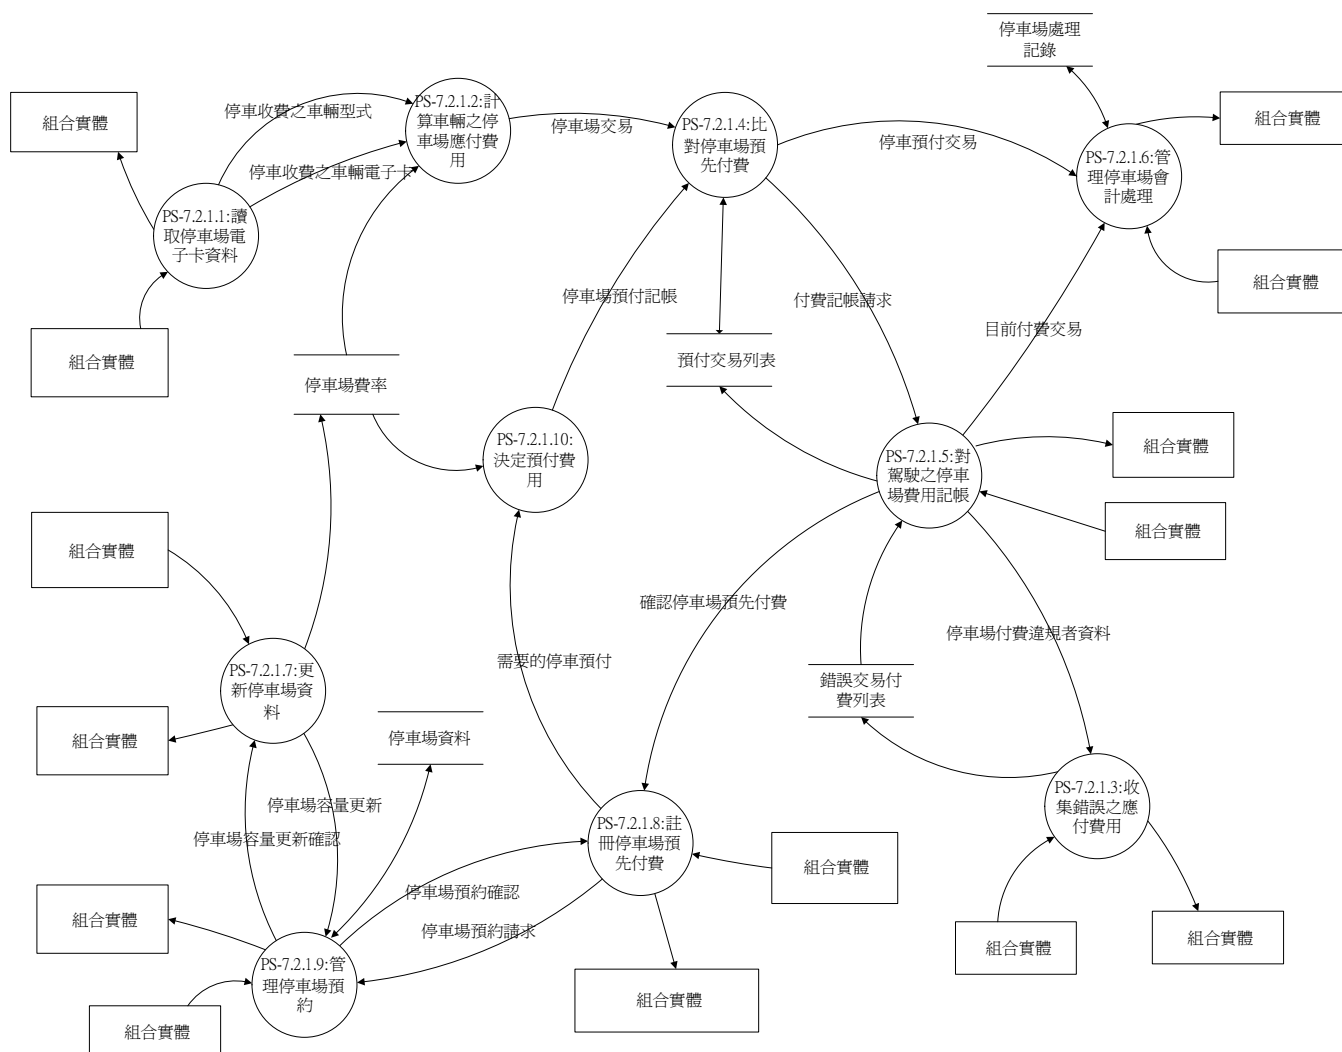 停車場處理
記錄
組合實體
停車收費之車輛型式
PS-7.2.1.2:計
算車輛之停
車場應付費
用
停車場交易
PS-7.2.1.4:比
對停車場預
先付費
停車預付交易
PS-7.2.1.6:管
理停車場會
計處理
組合實體
停車收費之車輛電子卡
PS-7.2.1.1:讀
取停車場電
子卡資料
組合實體
組合實體
停車場預付記帳
付費記帳請求
目前付費交易
停車場費率
預付交易列表
PS-7.2.1.10:
決定預付費
用
PS-7.2.1.5:對
駕駛之停車
場費用記帳
組合實體
組合實體
組合實體
確認停車場預先付費
停車場付費違規者資料
需要的停車預付
PS-7.2.1.7:更
新停車場資
料
錯誤交易付
費列表
組合實體
停車場資料
停車場容量更新
停車場容量更新確認
PS-7.2.1.8:註
冊停車場預
先付費
PS-7.2.1.3:收
集錯誤之應
付費用
組合實體
停車場預約確認
停車場預約請求
組合實體
組合實體
組合實體
PS-7.2.1.9:管
理停車場預
約
組合實體
組合實體